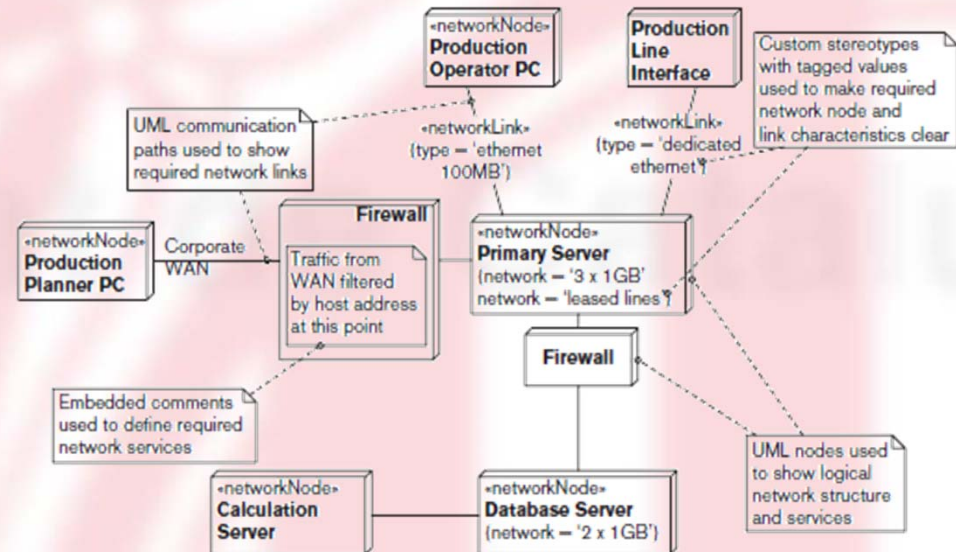 «networkNode»
Production
Operator PC
Production
Line
Interface
Custom stereotypes
with tagged values
used to make required
network node and
link characteristics clear
UML communication
paths used to show
required network links
«networkLink»
{type = 'ethernet
100MB'}
«networkLink»
{type = 'dedicated
ethernet'}
«networkNode»
Production
Planner PC
Corporate
WAN
Firewall
Traffic from
WAN filtered
by host address
at this point
«networkNode»
Primary Server
{network = '3 x 1GB'
network = 'leased lines'}
Firewall
Embedded comments
used to define required
network services
UML nodes used
to show logical
network structure
and services
«networkNode»
Calculation
Server
«networkNode»
Database Server
{network = '2 x 1GB'}